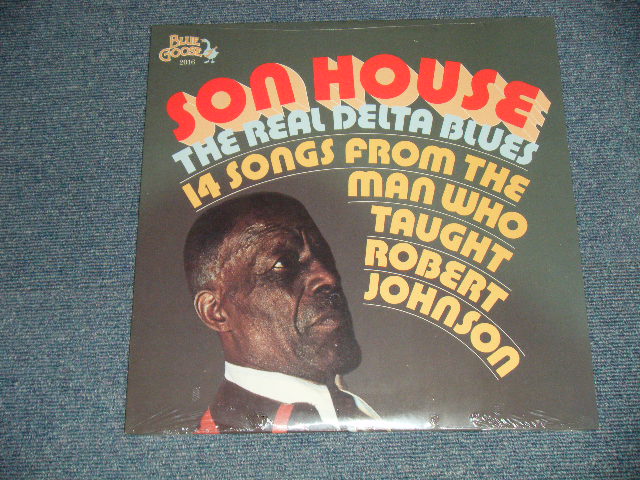 BLUE
GOOSE
2016
SON HOUSE
THE REAL DELTA BLUES
14 SONGS FROM THE
MAN WHO
TAUGHT
ROBERT
JOHNSON